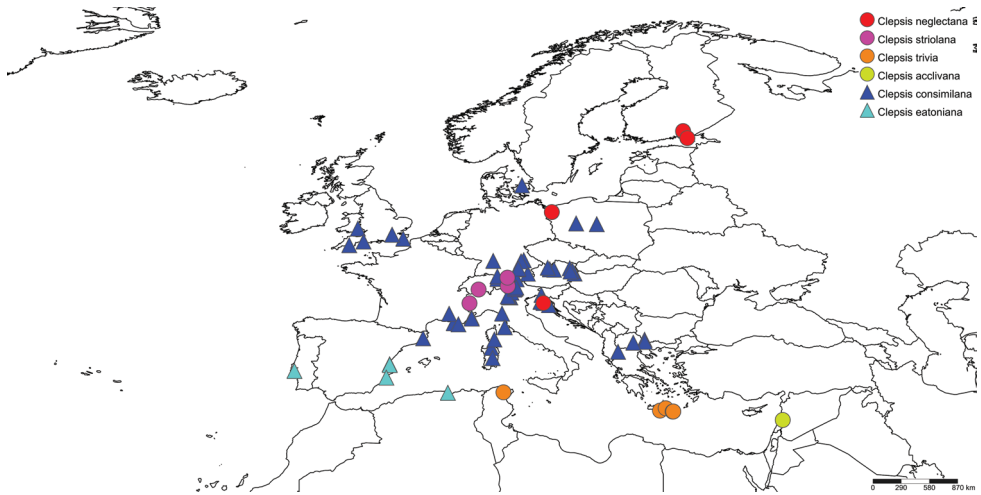 Clepsis neglectana
Clepsis striolana
Clepsis trivia
Clepsis acclivana
Clepsis consimilana
Clepsis eatoniana
0 290 580 870 km